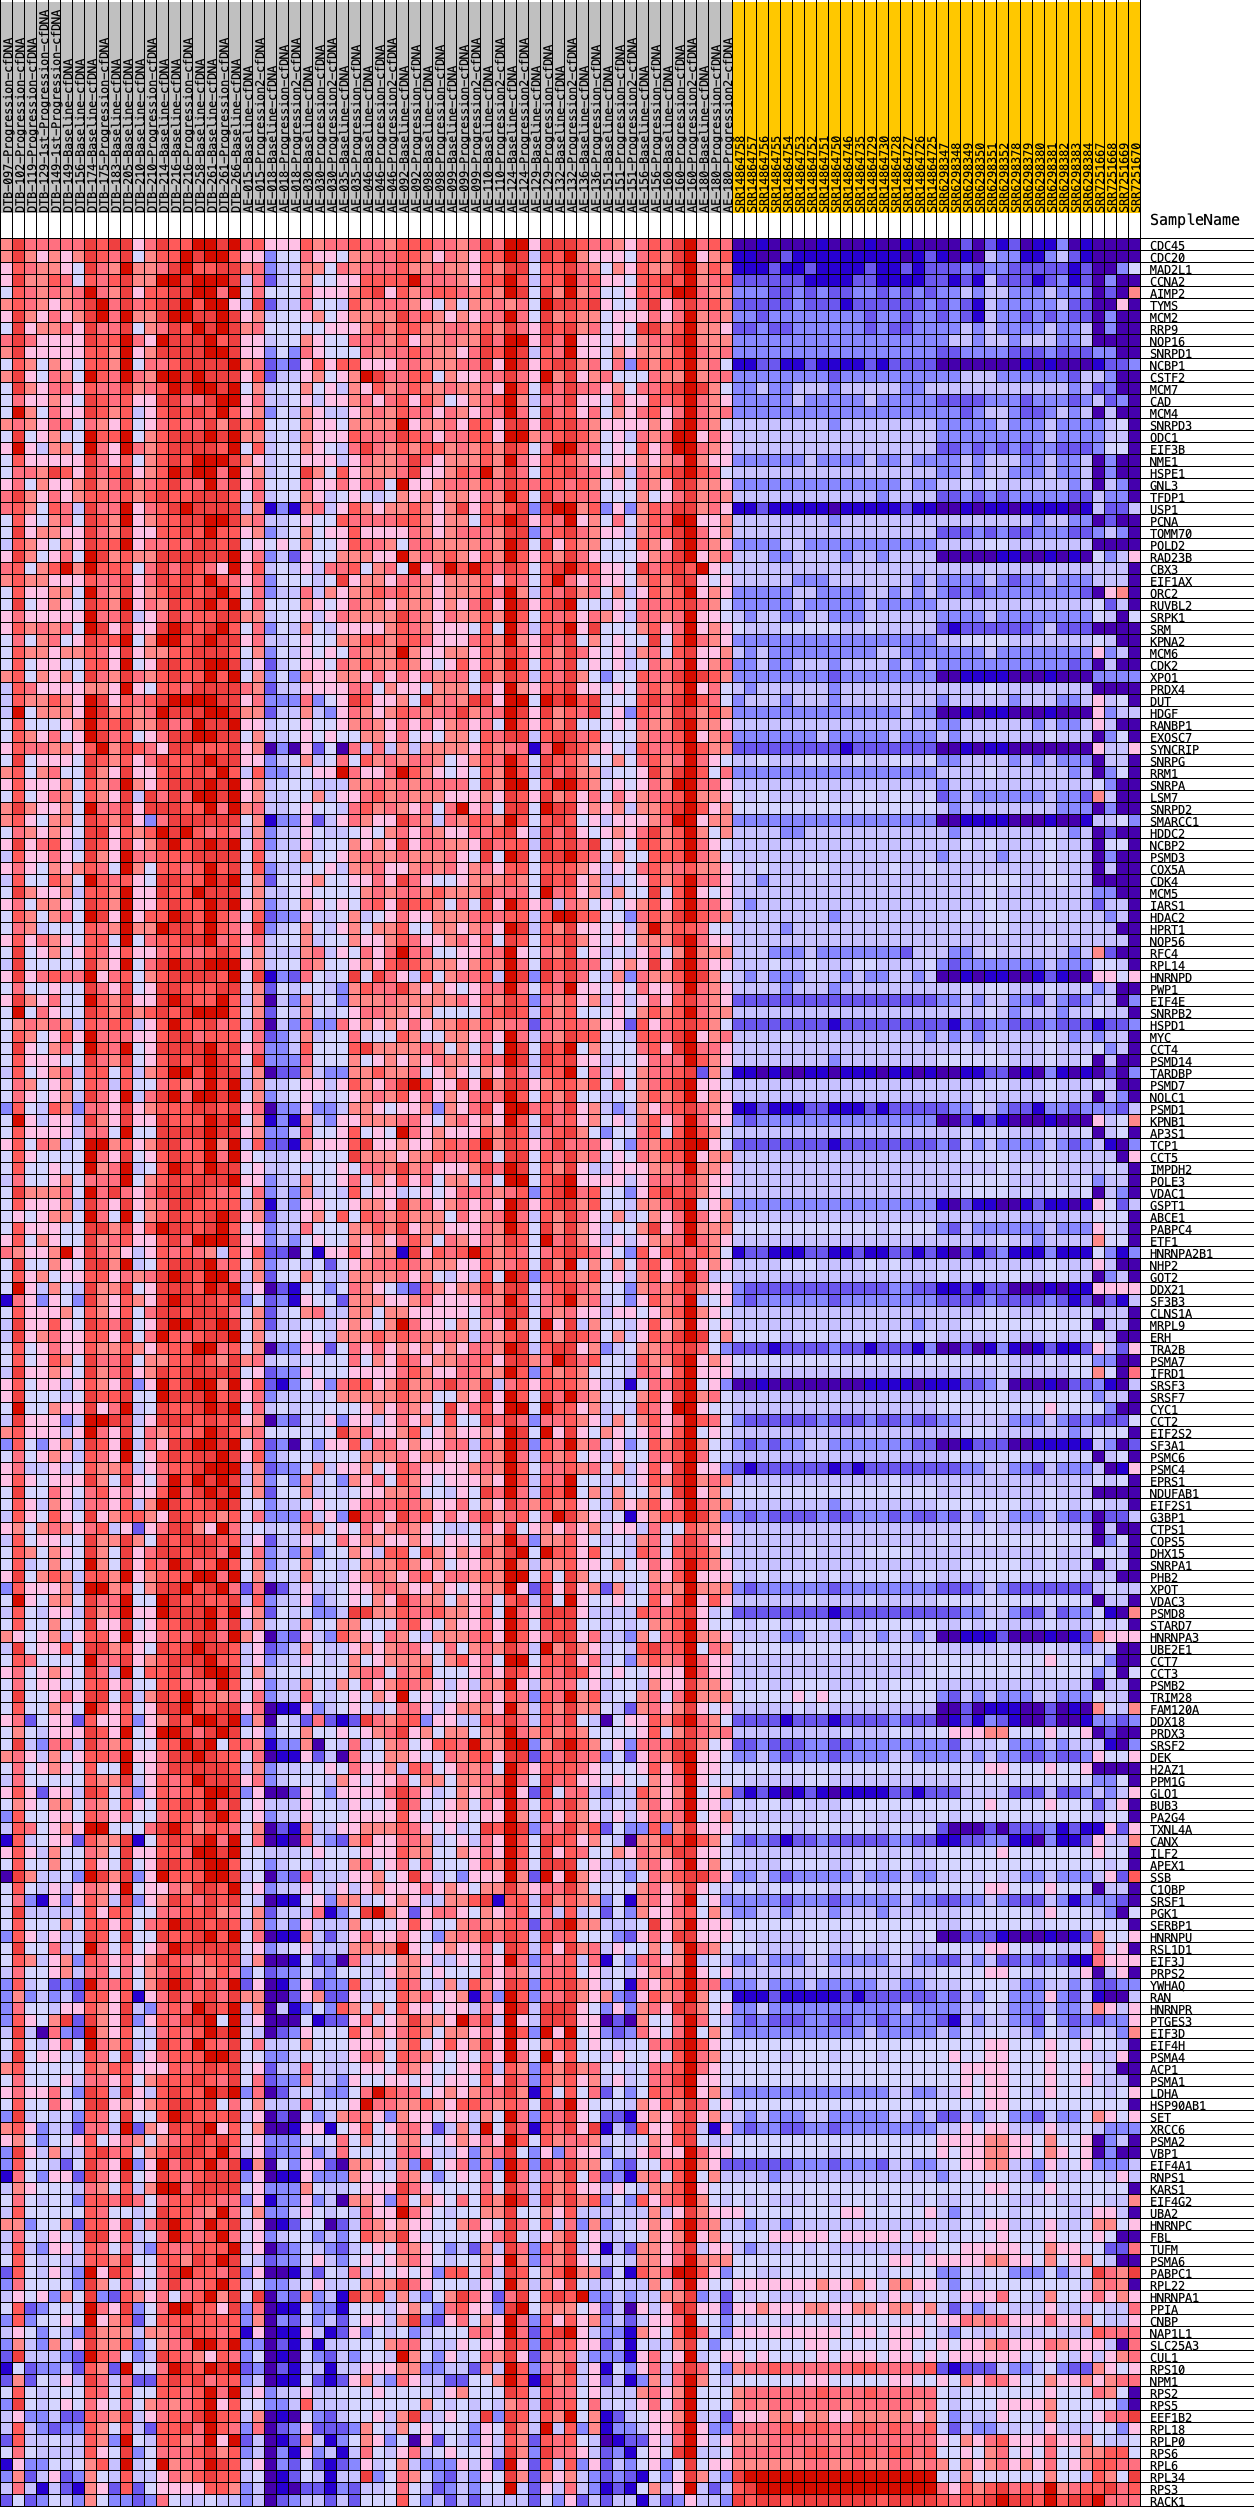 DTB-097-Progression-cfDNA
DTB-102-Progression-cfDNA
DTB-119-Progression-cfDNA
DTB-129-1st-Progression-cfDNA
DTB-149-1st-Progression-cfDNA
DTB-149-Baseline-cfDNA
DTB-156-Baseline-cfDNA
DTB-174-Baseline-cfDNA
DTB-175-Progression-cfDNA
DTB-183-Baseline-cfDNA
DTB-205-Baseline-cfDNA
DTB-209-Baseline-cfDNA
DTB-210-Progression-cfDNA
DTB-214-Baseline-cfDNA
DTB-216-Baseline-cfDNA
DTB-216-Progression-cfDNA
DTB-258-Baseline-cfDNA
DTB-261-Baseline-cfDNA
DTB-265-Baseline-cfDNA
DTB-266-Baseline-cfDNA
AE-015-Baseline-cfDNA
AE-015-Progression2-cfDNA
AE-018-Baseline-cfDNA
AE-018-Progression-cfDNA
AE-018-Progression2-cfDNA
AE-030-Baseline-cfDNA
AE-030-Progression-cfDNA
AE-030-Progression2-cfDNA
AE-035-Baseline-cfDNA
AE-035-Progression2-cfDNA
AE-046-Baseline-cfDNA
AE-046-Progression-cfDNA
AE-046-Progression2-cfDNA
AE-092-Baseline-cfDNA
AE-092-Progression2-cfDNA
AE-098-Baseline-cfDNA
AE-098-Progression2-cfDNA
AE-099-Baseline-cfDNA
AE-099-Progression-cfDNA
AE-099-Progression2-cfDNA
AE-110-Baseline-cfDNA
AE-110-Progression2-cfDNA
AE-124-Baseline-cfDNA
AE-124-Progression2-cfDNA
AE-129-Baseline-cfDNA
AE-129-Progression2-cfDNA
AE-132-Baseline-cfDNA
AE-132-Progression2-cfDNA
AE-136-Baseline-cfDNA
AE-136-Progression2-cfDNA
AE-151-Baseline-cfDNA
AE-151-Progression-cfDNA
AE-151-Progression2-cfDNA
AE-156-Baseline-cfDNA
AE-156-Progression-cfDNA
AE-156-Progression2-cfDNA
AE-160-Baseline-cfDNA
AE-160-Progression2-cfDNA
AE-180-Baseline-cfDNA
AE-180-Progression-cfDNA
AE-180-Progression2-cfDNA
SRR14864758
SRR14864757
SRR14864756
SRR14864755
SRR14864754
SRR14864753
SRR14864752
SRR14864751
SRR14864750
SRR14864746
SRR14864735
SRR14864729
SRR14864730
SRR14864728
SRR14864727
SRR14864726
SRR14864725
SRR6298347
SRR6298348
SRR6298349
SRR6298350
SRR6298351
SRR6298352
SRR6298378
SRR6298379
SRR6298380
SRR6298382
SRR6298383
SRR6298384
SRR7251667
SRR7251668
SRR7251669
SRR7251670
SampleName
CDC45
CDC20
MAD2L1
CCNA2
AIMP2
TYMS
MCM2
RRP9
NOP16
SNRPD1
NCBP1
CSTF2
MCM7
CAD
MCM4
SNRPD3
ODC1
EIF3B
NME1
HSPE1
GNL3
TFDP1
USP1
PCNA
TOMM70
POLD2
RAD23B
CBX3
EIF1AX
ORC2
RUVBL2
SRPK1
SRM
KPNA2
MCM6
CDK2
XPO1
PRDX4
DUT
HDGF
RANBP1
EXOSC7
SYNCRIP
SNRPG
RRM1
SNRPA
LSM7
SNRPD2
SMARCC1
HDDC2
NCBP2
PSMD3
COX5A
CDK4
MCM5
IARS1
HDAC2
HPRT1
NOP56
RFC4
RPL14
HNRNPD
PWP1
EIF4E
SNRPB2
HSPD1
MYC
CCT4
PSMD14
TARDBP
PSMD7
NOLC1
PSMD1
KPNB1
AP3S1
TCP1
CCT5
IMPDH2
POLE3
VDAC1
GSPT1
ABCE1
PABPC4
ETF1
HNRNPA2B1
NHP2
GOT2
DDX21
SF3B3
CLNS1A
MRPL9
ERH
TRA2B
PSMA7
IFRD1
SRSF3
SRSF7
CYC1
CCT2
EIF2S2
SF3A1
PSMC6
PSMC4
EPRS1
NDUFAB1
EIF2S1
G3BP1
CTPS1
COPS5
DHX15
SNRPA1
PHB2
XPOT
VDAC3
PSMD8
STARD7
HNRNPA3
UBE2E1
CCT7
CCT3
PSMB2
TRIM28
FAM120A
DDX18
PRDX3
SRSF2
DEK
H2AZ1
PPM1G
GLO1
BUB3
PA2G4
TXNL4A
CANX
ILF2
APEX1
SSB
C1QBP
SRSF1
PGK1
SERBP1
HNRNPU
RSL1D1
EIF3J
PRPS2
YWHAQ
RAN
HNRNPR
PTGES3
EIF3D
EIF4H
PSMA4
ACP1
PSMA1
LDHA
HSP90AB1
SET
XRCC6
PSMA2
VBP1
EIF4A1
RNPS1
KARS1
EIF4G2
UBA2
HNRNPC
FBL
TUFM
PSMA6
PABPC1
RPL22
HNRNPA1
PPIA
CNBP
NAP1L1
SLC25A3
CUL1
RPS10
NPM1
RPS2
RPS5
EEF1B2
RPL18
RPLP0
RPS6
RPL6
RPL34
RPS3
RACK1